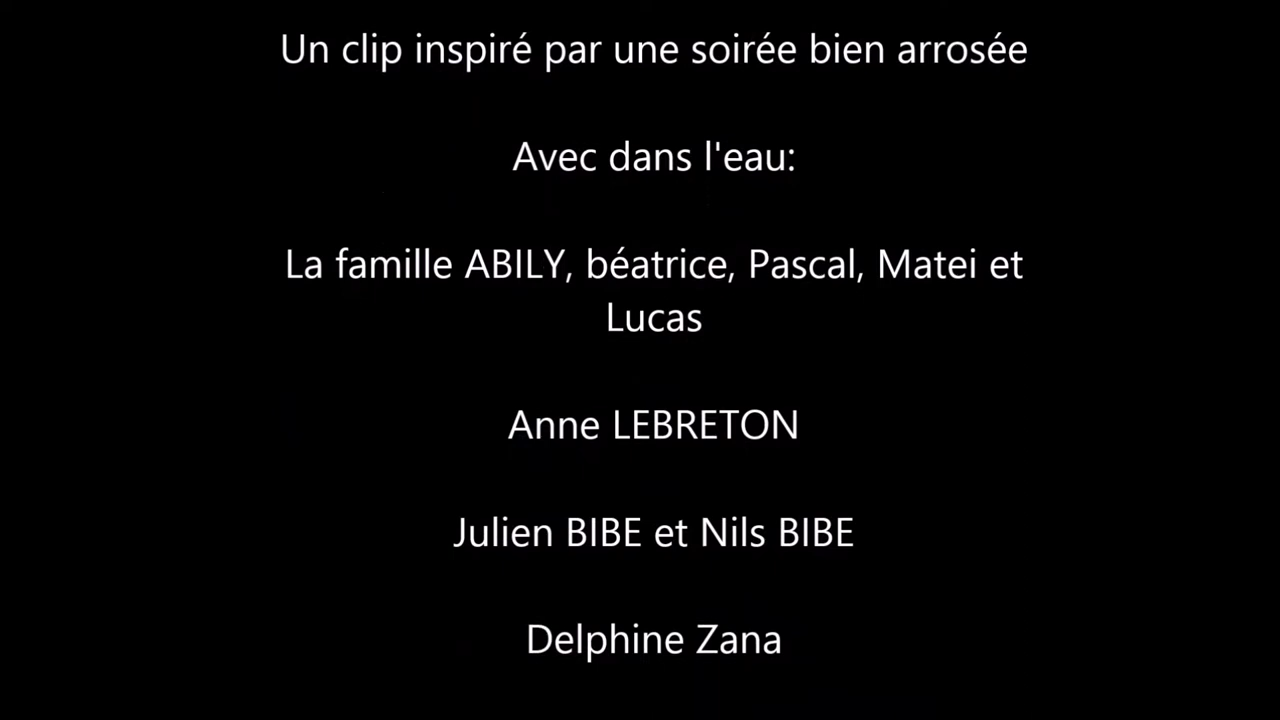 Un clip inspiré par une soirée bien arrosée
Avec dans l'eau:
La famille ABILY, béatrice, Pascal, Matei et
Lucas
Anne LEBRETON
Julien BIBE et Nils BIBE
Delphine Zana